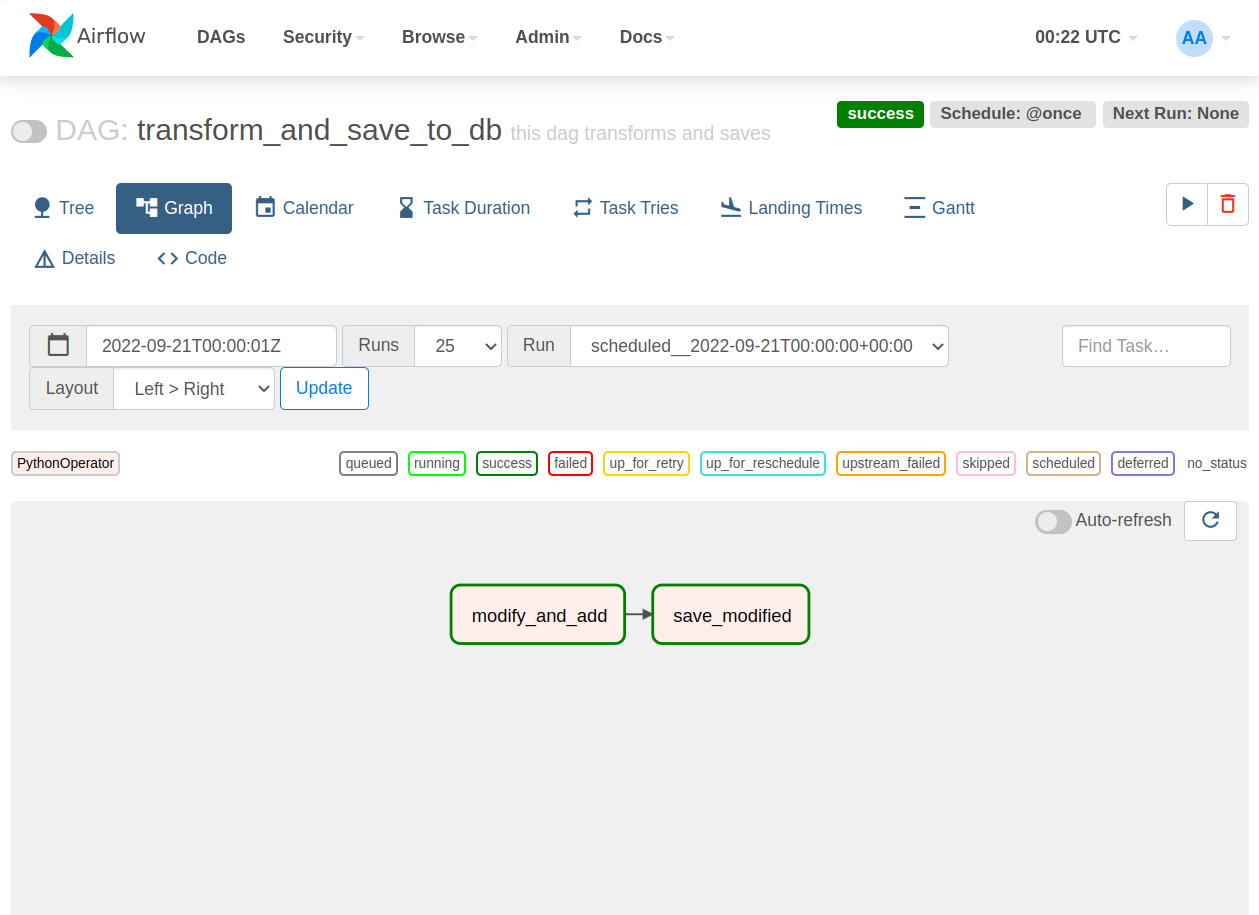 Airflow DAGs Security Browse Admin Docs 00:22 UTC AA
success Schedule: @once Next Run: None
DAG: transform_and_save_to_db this dag transforms and saves
Tree Graph Calendar Task Duration Task Tries Landing Times Gantt
Details Code
2022-09-21T00:00:01Z Runs 25 Run scheduled__2022-09-21T00:00:00+00:00 Find Task…
Layout Left > Right Update
PythonOperator queued running success failed up_for_retry up_for_reschedule upstream_failed skipped scheduled deferred no_status
Auto-refresh
modify_and_add save_modified